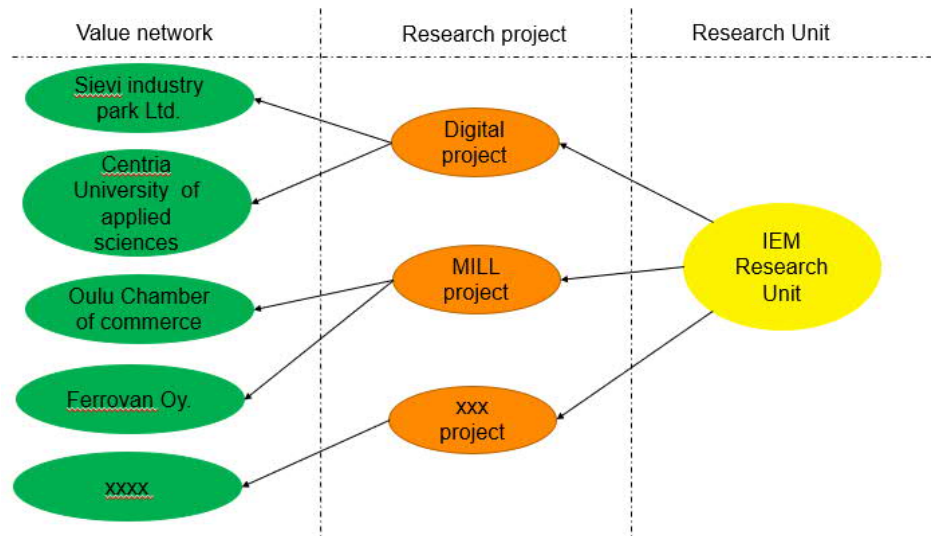 Value network
Research project
Research Unit
Sievi industry
park Ltd.
Centria
University of
applied
sciences
Oulu Chamber
of commerce
Ferrovan Oy.
xxxx
Digital
project
MILL
project
xxx
project
IEM
Research
Unit